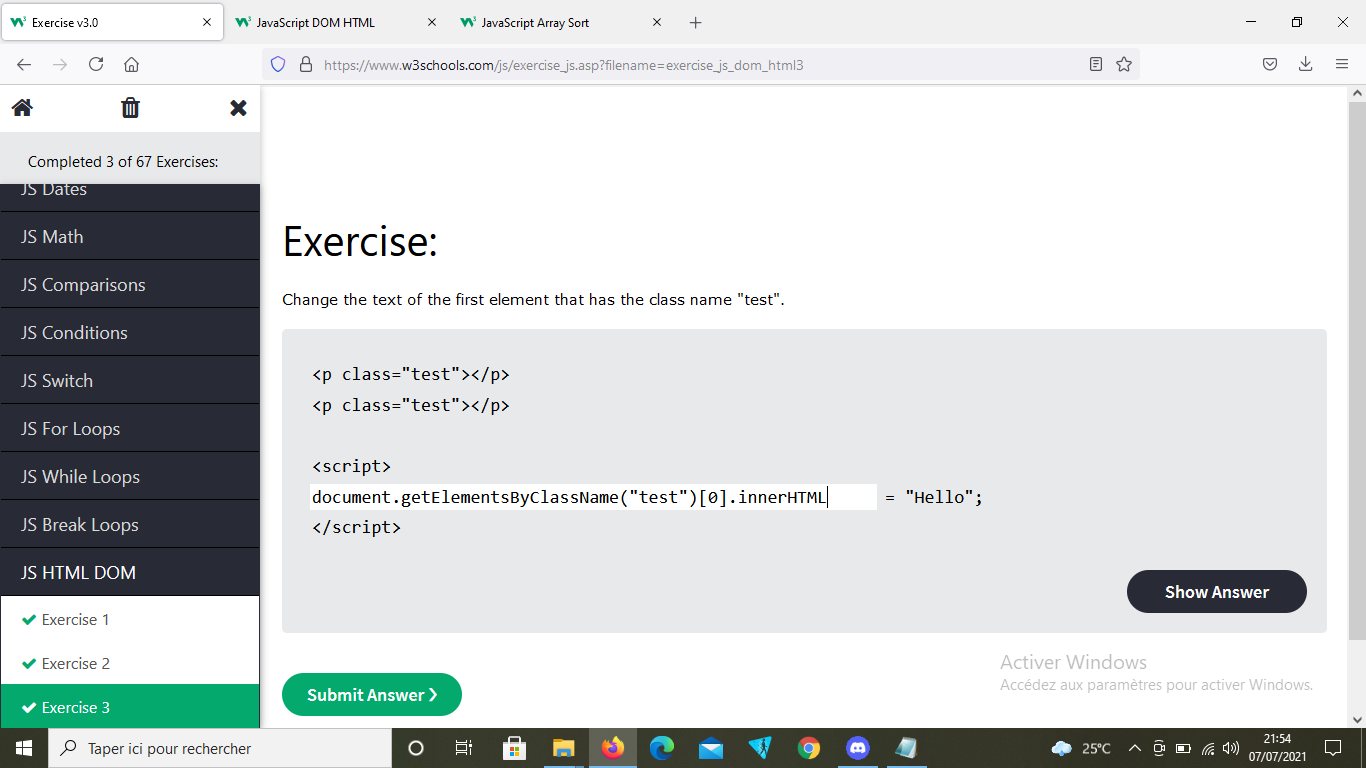 Exercise v3.0
JavaScript DOM HTML
JavaScript Array Sort
https://www.w3schools.com/js/exercise_js.asp?filename=exercise_js_dom_html3
Completed 3 of 67 Exercises:
JS Dates
JS Math
JS Comparisons
JS Conditions
JS Switch
JS For Loops
JS While Loops
JS Break Loops
JS HTML DOM
Exercise 1
Exercise 2
Exercise 3
Exercise:
Change the text of the first element that has the class name "test".
<p class="test"></p>
<p class="test"></p>
<script>
document.getElementsByClassName("test")[0].innerHTML = "Hello";
</script>
Show Answer
Submit Answer ❯
Activer Windows
Accédez aux paramètres pour activer Windows.
Taper ici pour rechercher
25°C
21:54
07/07/2021